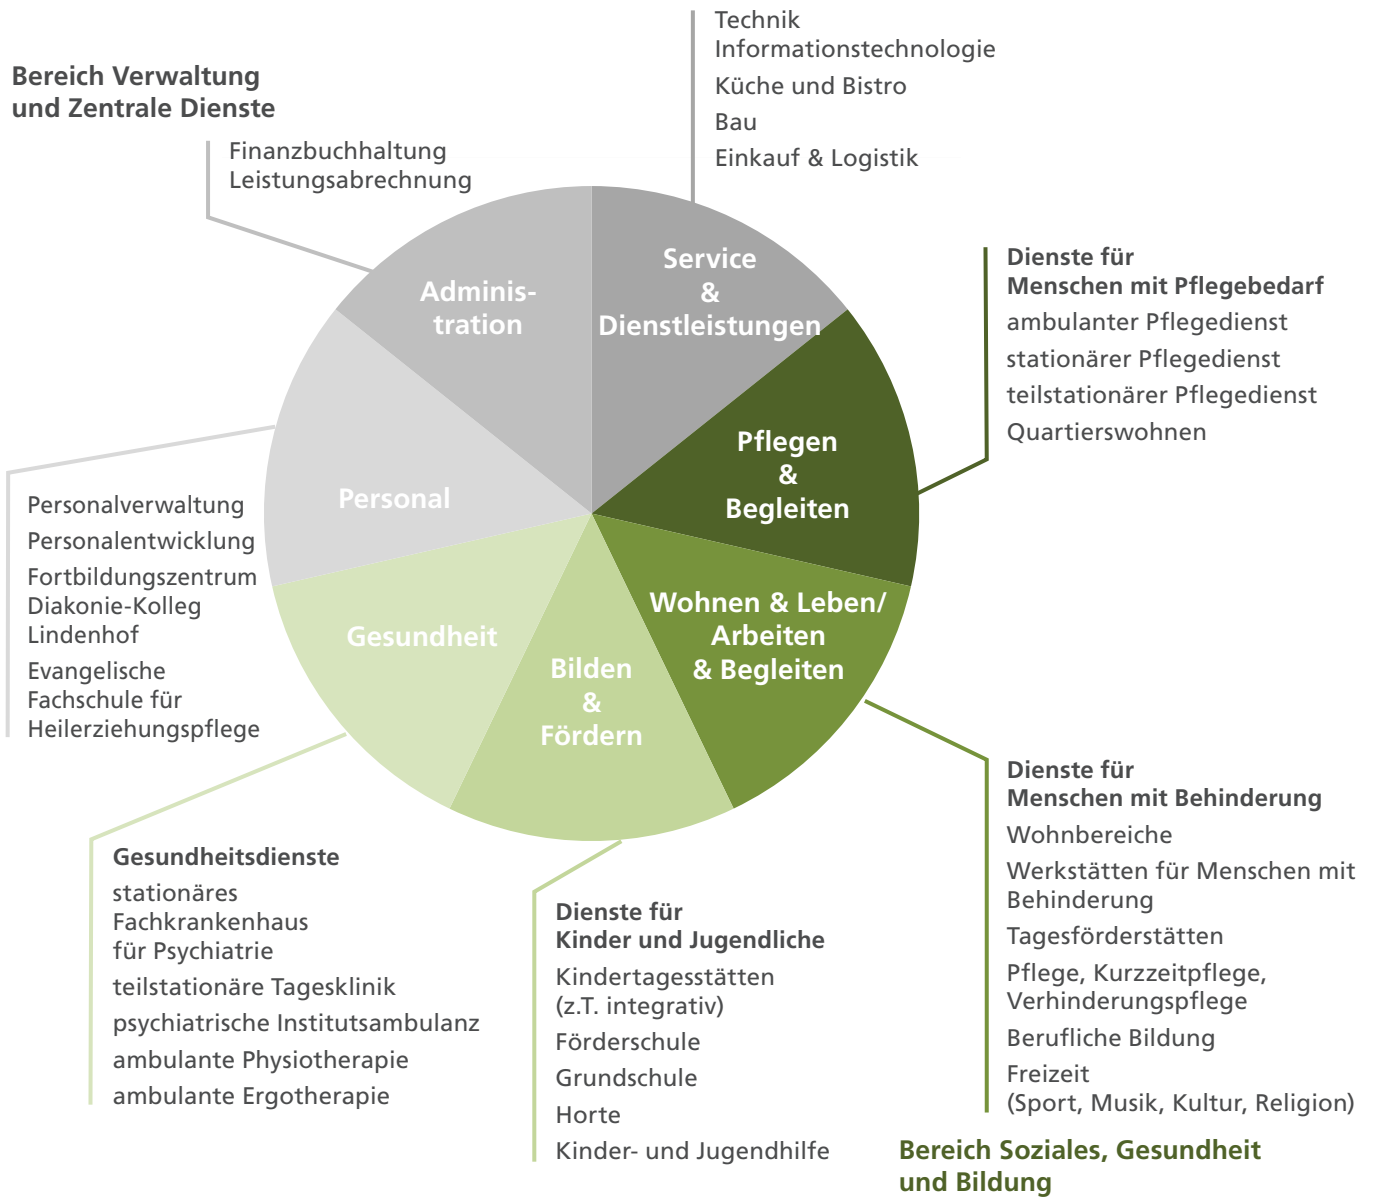 Bereich Verwaltung
und Zentrale Dienste
Finanzbuchhaltung
Leistungsabrechnung
Technik
Informationstechnologie
Küche und Bistro
Bau
Einkauf & Logistik
Adminis-
tration
Service
&
Dienstleistungen
Dienste für
Menschen mit Pflegebedarf
ambulanter Pflegedienst
stationärer Pflegedienst
teilstationärer Pflegedienst
Quartierswohnen
Pflegen
&
Begleiten
Personal
Personalverwaltung
Personalentwicklung
Fortbildungszentrum
Diakonie-Kolleg
Lindenhof
Evangelische
Fachschule für
Heilerziehungspflege
Gesundheit
Bilden
&
Fördern
Wohnen & Leben/
Arbeiten
& Begleiten
Gesundheitsdienste
stationäres
Fachkrankenhaus
für Psychiatrie
teilstationäre Tagesklinik
psychiatrische Institutsambulanz
ambulante Physiotherapie
ambulante Ergotherapie
Dienste für
Kinder und Jugendliche
Kindertagesstätten
(z.T. integrativ)
Förderschule
Grundschule
Horte
Kinder- und Jugendhilfe
Dienste für
Menschen mit Behinderung
Wohnbereiche
Werkstätten für Menschen mit
Behinderung
Tagesförderstätten
Pflege, Kurzzeitpflege,
Verhinderungspflege
Berufliche Bildung
Freizeit
(Sport, Musik, Kultur, Religion)
Bereich Soziales, Gesundheit
und Bildung